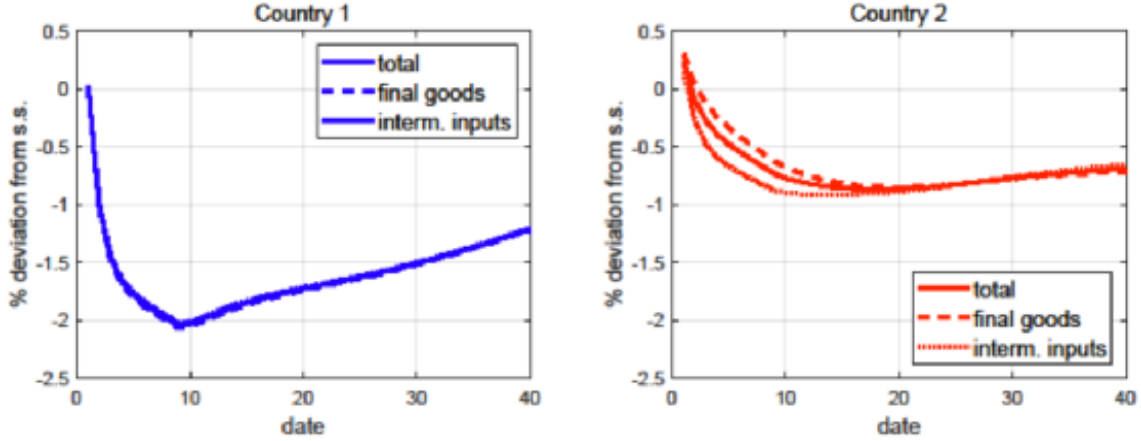 Country 1
0.5
0
-0.5
-1
-1.5
-2
-2.5
% deviation from s.s.
total
final goods
interm. inputs
0 10 20 30 40
date
Country 2
0.5
0
-0.5
-1
-1.5
-2
-2.5
% deviation from s.s.
total
final goods
interm. inputs
0 10 20 30 40
date